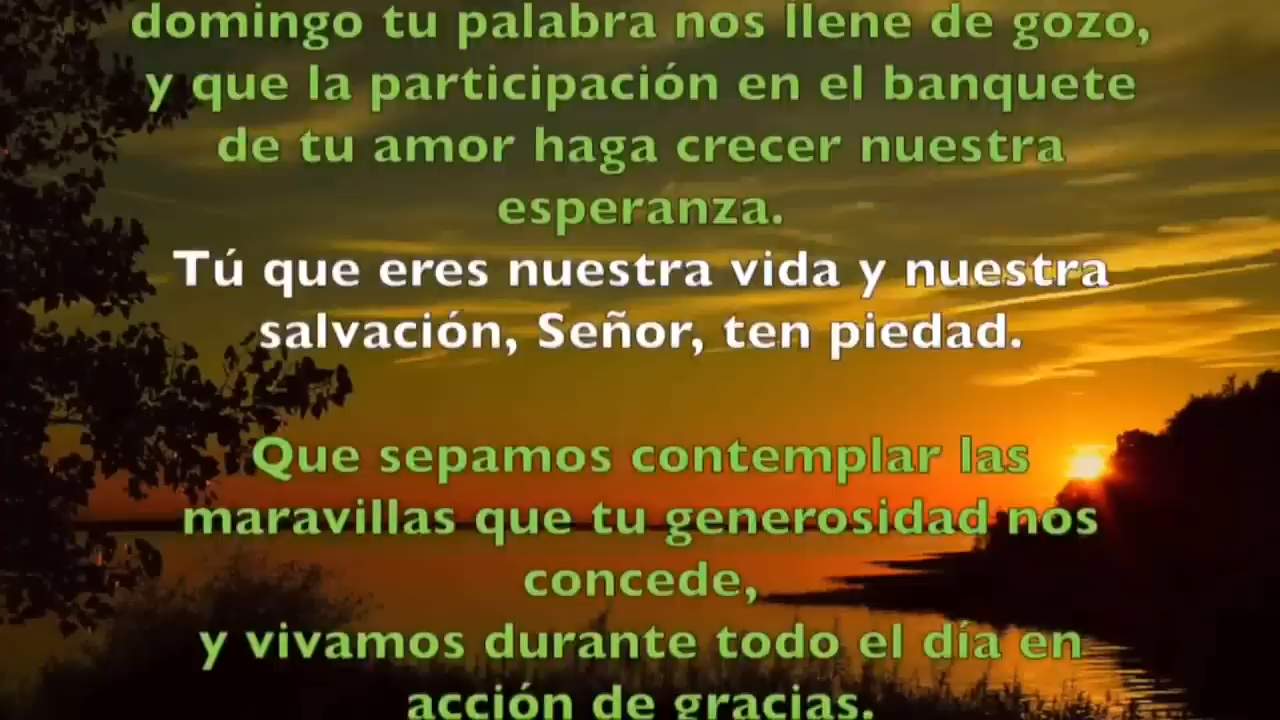 domingo tu palabra nos llene de gozo,
y que la participación en el banquete
de tu amor haga crecer nuestra
esperanza.
Tú que eres nuestra vida y nuestra
salvación, Señor, ten piedad.
Que sepamos contemplar las
maravillas que tu generosidad nos
concede,
y vivamos durante todo el día en
acción de gracias.